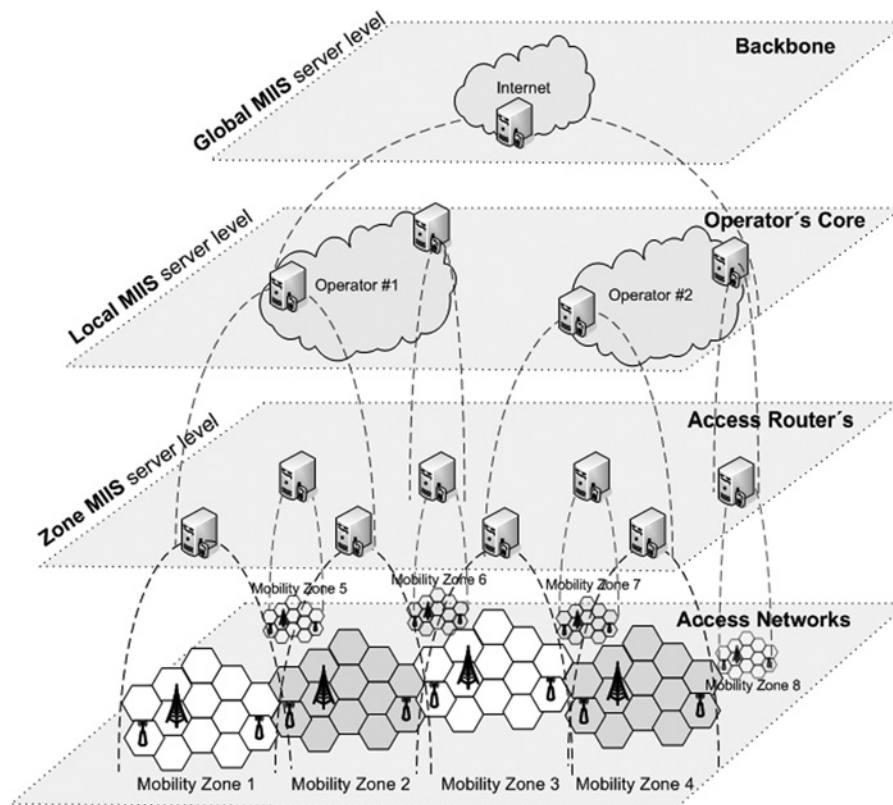 Backbone
Global MIIS server level
Internet
Operator´s Core
Local MIIS server level
Operator #1
Operator #2
Access Router´s
Zone MIIS server level
Mobility Zone 5
Mobility Zone 6
Mobility Zone 7
Access Networks
Mobility Zone 8
Mobility Zone 1
Mobility Zone 2
Mobility Zone 3
Mobility Zone 4